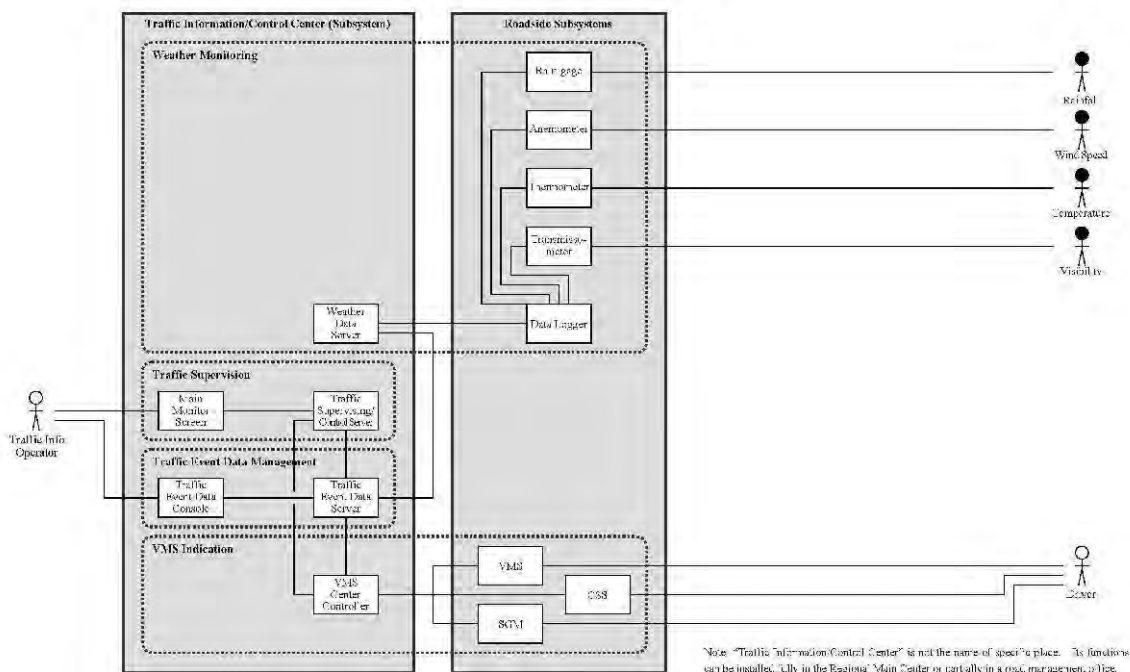 Traffic Information/Control Center (Subsystem)
Roadside Subsystems
Weather Monitoring
Rain gage
Rainfall
Anemometer
Wind Speed
Thermometer
Temperature
Transmisso-
meter
Visibility
Weather
Data
Server
Data Logger
Traffic Supervision
Main
Monitor
Screen
Traffic
Supervising/
Control Server
Traffic Info
Operator
Traffic Event Data Management
Traffic
Event Data
Console
Traffic
Event Data
Server
VMS Indication
VMS
VMS
Center
Controller
CSS
SGM
Driver
Note: "Traffic Information/Control Center" is not the name of specific place. Its functions
can be installed fully in the Regional Main Center or partially in a road management office.